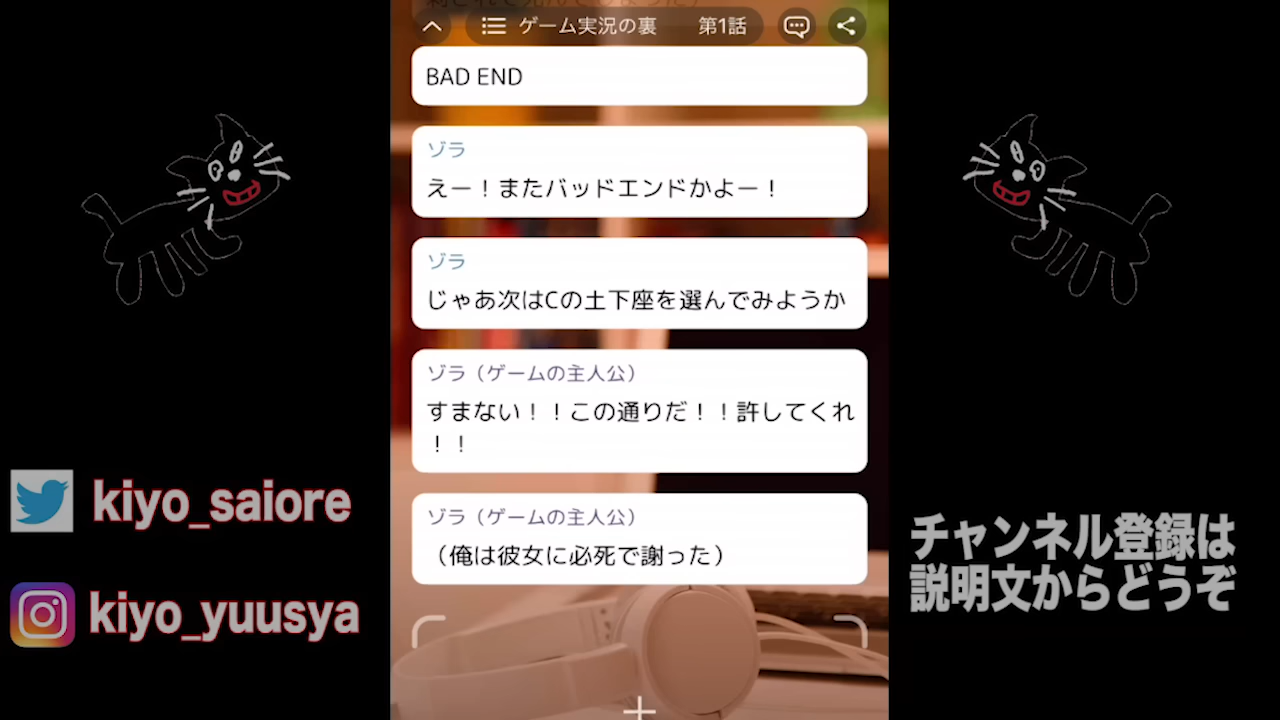 ゲーム実況の裏 第1話
BAD END
ゾラ
えー！またバッドエンドかよー！
ゾラ
じゃあ次はCの土下座を選んでみようか
ゾラ（ゲームの主人公）
すまない！！この通りだ！！許してくれ
！！
ゾラ（ゲームの主人公）
（俺は彼女に必死で謝った）
kiyo_saiore
kiyo_yuusya
チャンネル登録は
説明文からどうぞ